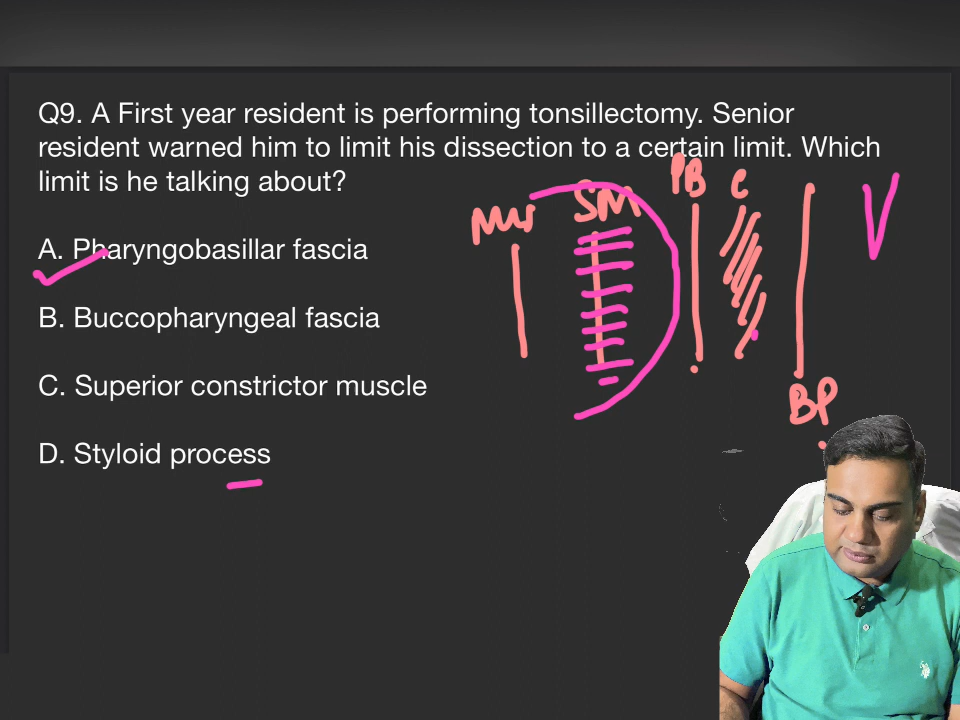 Q9. A First year resident is performing tonsillectomy. Senior
resident warned him to limit his dissection to a certain limit. Which
limit is he talking about?
PB C
SM
A. Pharyngobasillar fascia
B. Buccopharyngeal fascia
C. Superior constrictor muscle
BP
D. Styloid process